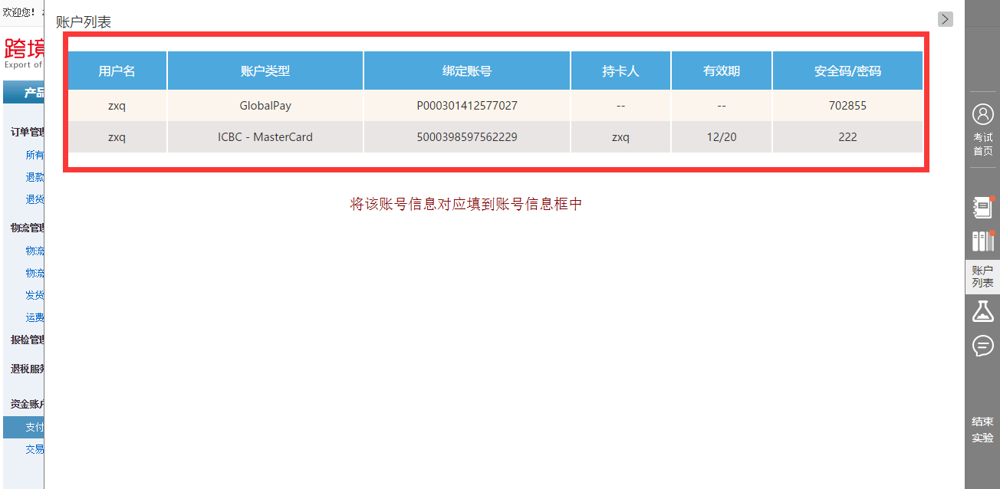 欢迎您！
账户列表
跨境
Export of
产品
订单管理
所有
退款
退货
物流管理
物流
物流
发货
运费
报检管理
退税服务
资金账户
支付
交易
用户名 账户类型 绑定账号 持卡人 有效期 安全码/密码
zxq GlobalPay P000301412577027 -- -- 702855
zxq ICBC - MasterCard 5000398597562229 zxq 12/20 222
将该账号信息对应填到账号信息框中
考试
首页
账户
列表
结束
实验